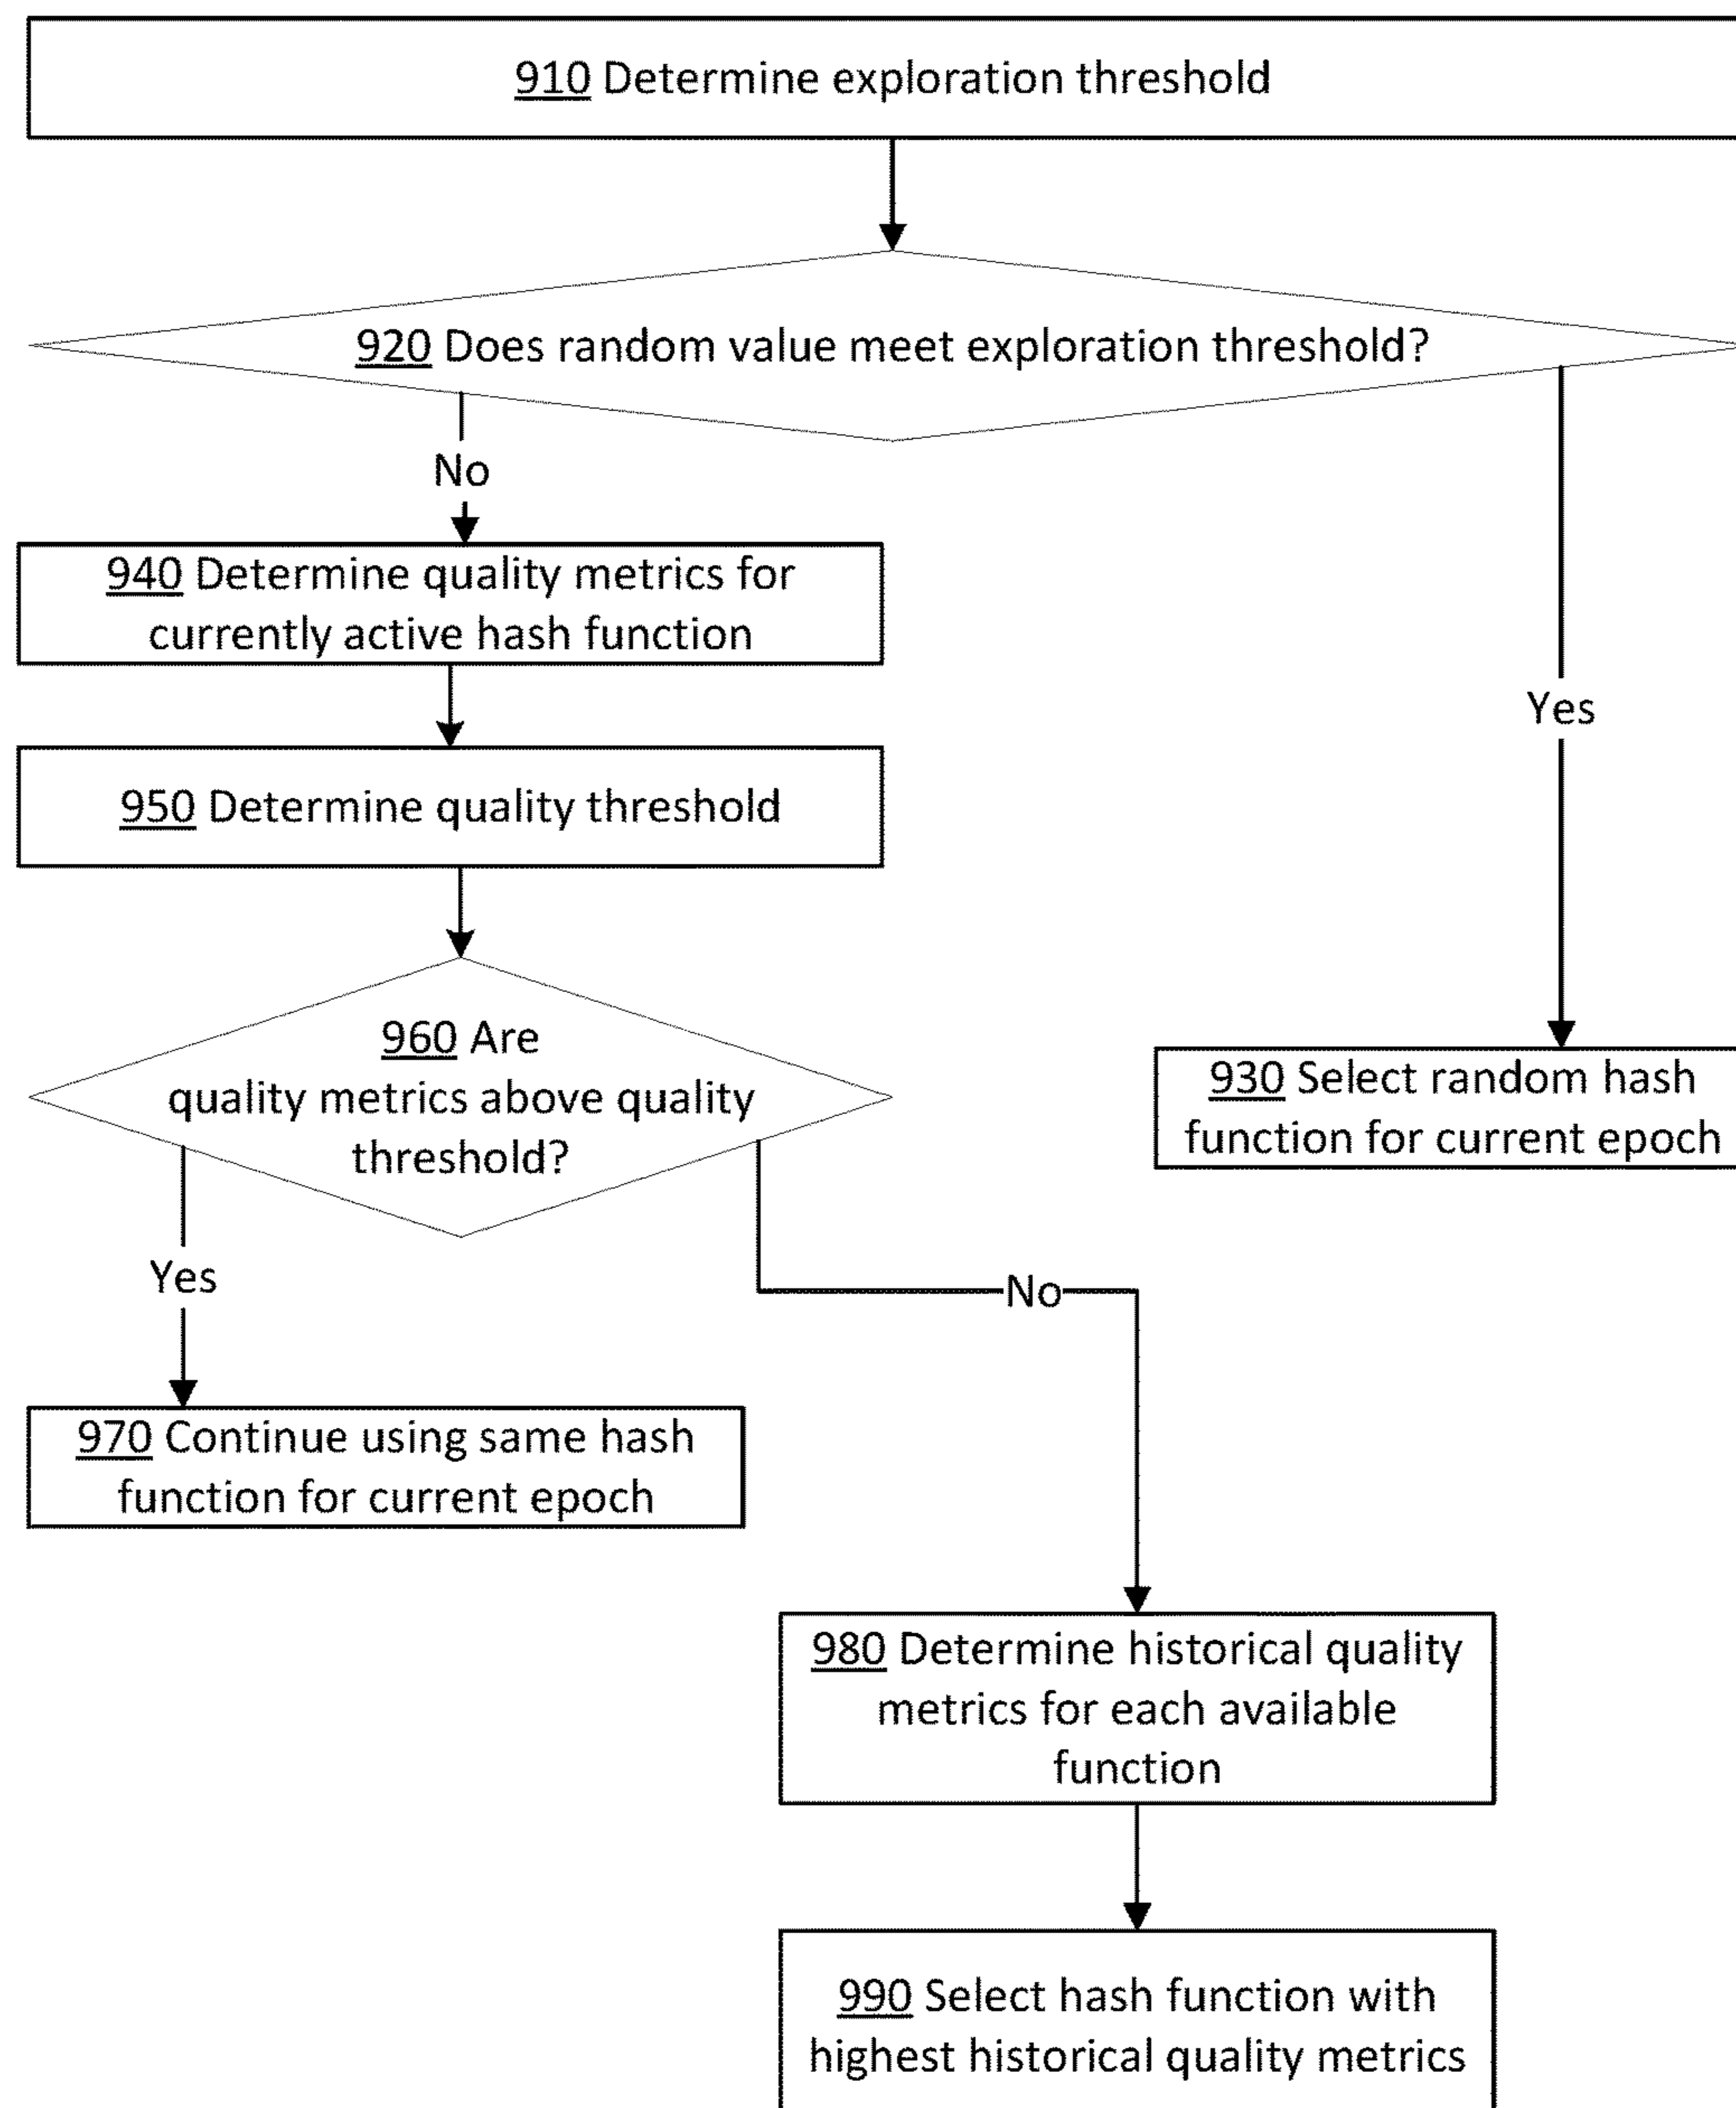 910 Determine exploration threshold
920 Does random value meet exploration threshold?
No
940 Determine quality metrics for
currently active hash function
Yes
950 Determine quality threshold
960 Are
quality metrics above quality
threshold?
930 Select random hash
function for current epoch
Yes
No
970 Continue using same hash
function for current epoch
980 Determine historical quality
metrics for each available
function
990 Select hash function with
highest historical quality metrics